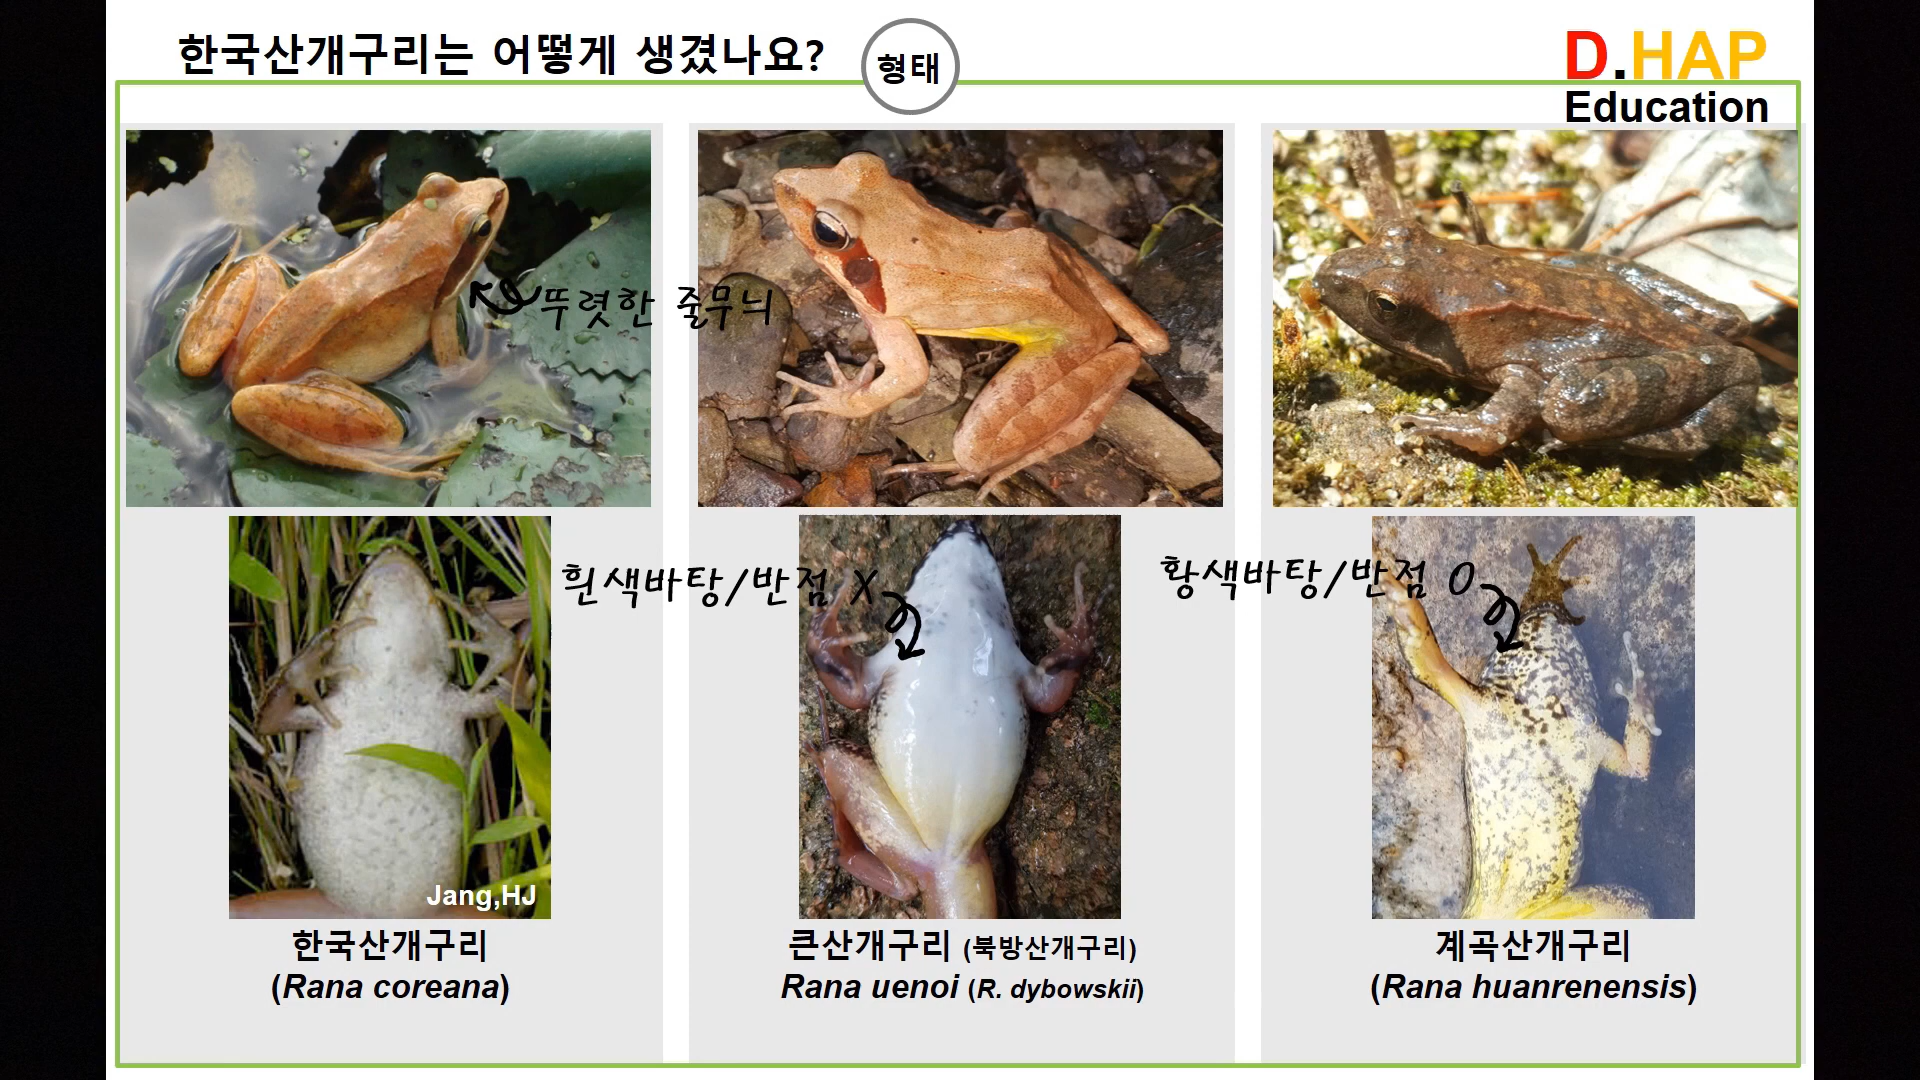 한국산개구리는 어떻게 생겼나요?
형태
D.HAP
Education
뚜렷한 줄무늬
흰색바탕/반점 X
황색바탕/반점 O
Jang,HJ
한국산개구리
(Rana coreana)
큰산개구리 (북방산개구리)
Rana uenoi (R. dybowskii)
계곡산개구리
(Rana huanrenensis)